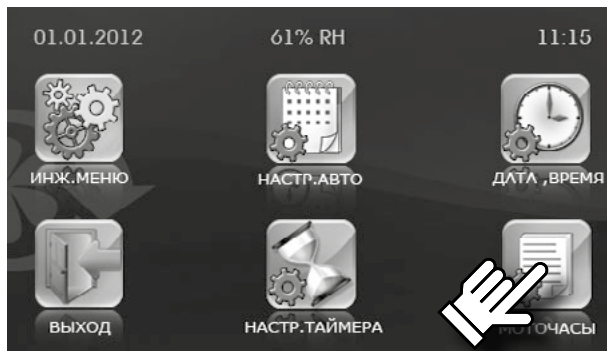 01.01.2012 61% RH 11:15
ИНЖ.МЕНЮ НАСТР.АВТО ДАТА ,ВРЕМЯ
ВЫХОД НАСТР.ТАЙМЕРА МОТОЧАСЫ